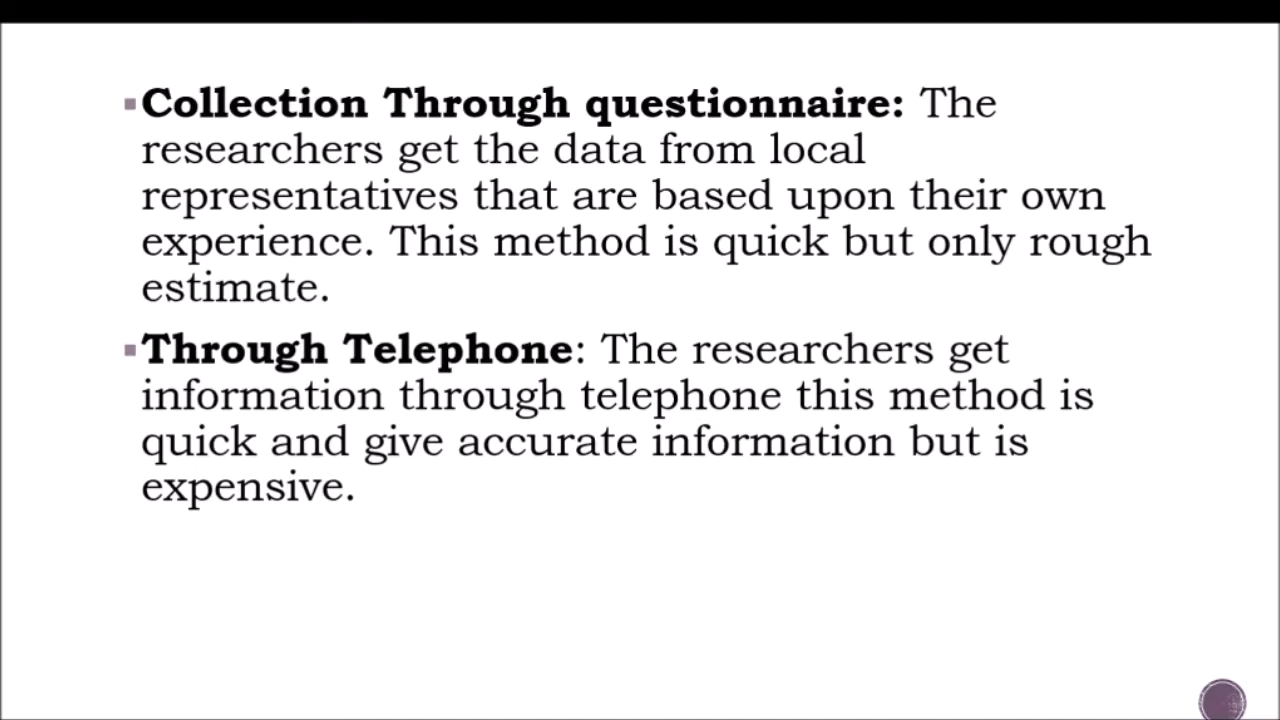 Collection Through questionnaire: The
researchers get the data from local
representatives that are based upon their own
experience. This method is quick but only rough
estimate.
Through Telephone: The researchers get
information through telephone this method is
quick and give accurate information but is
expensive.